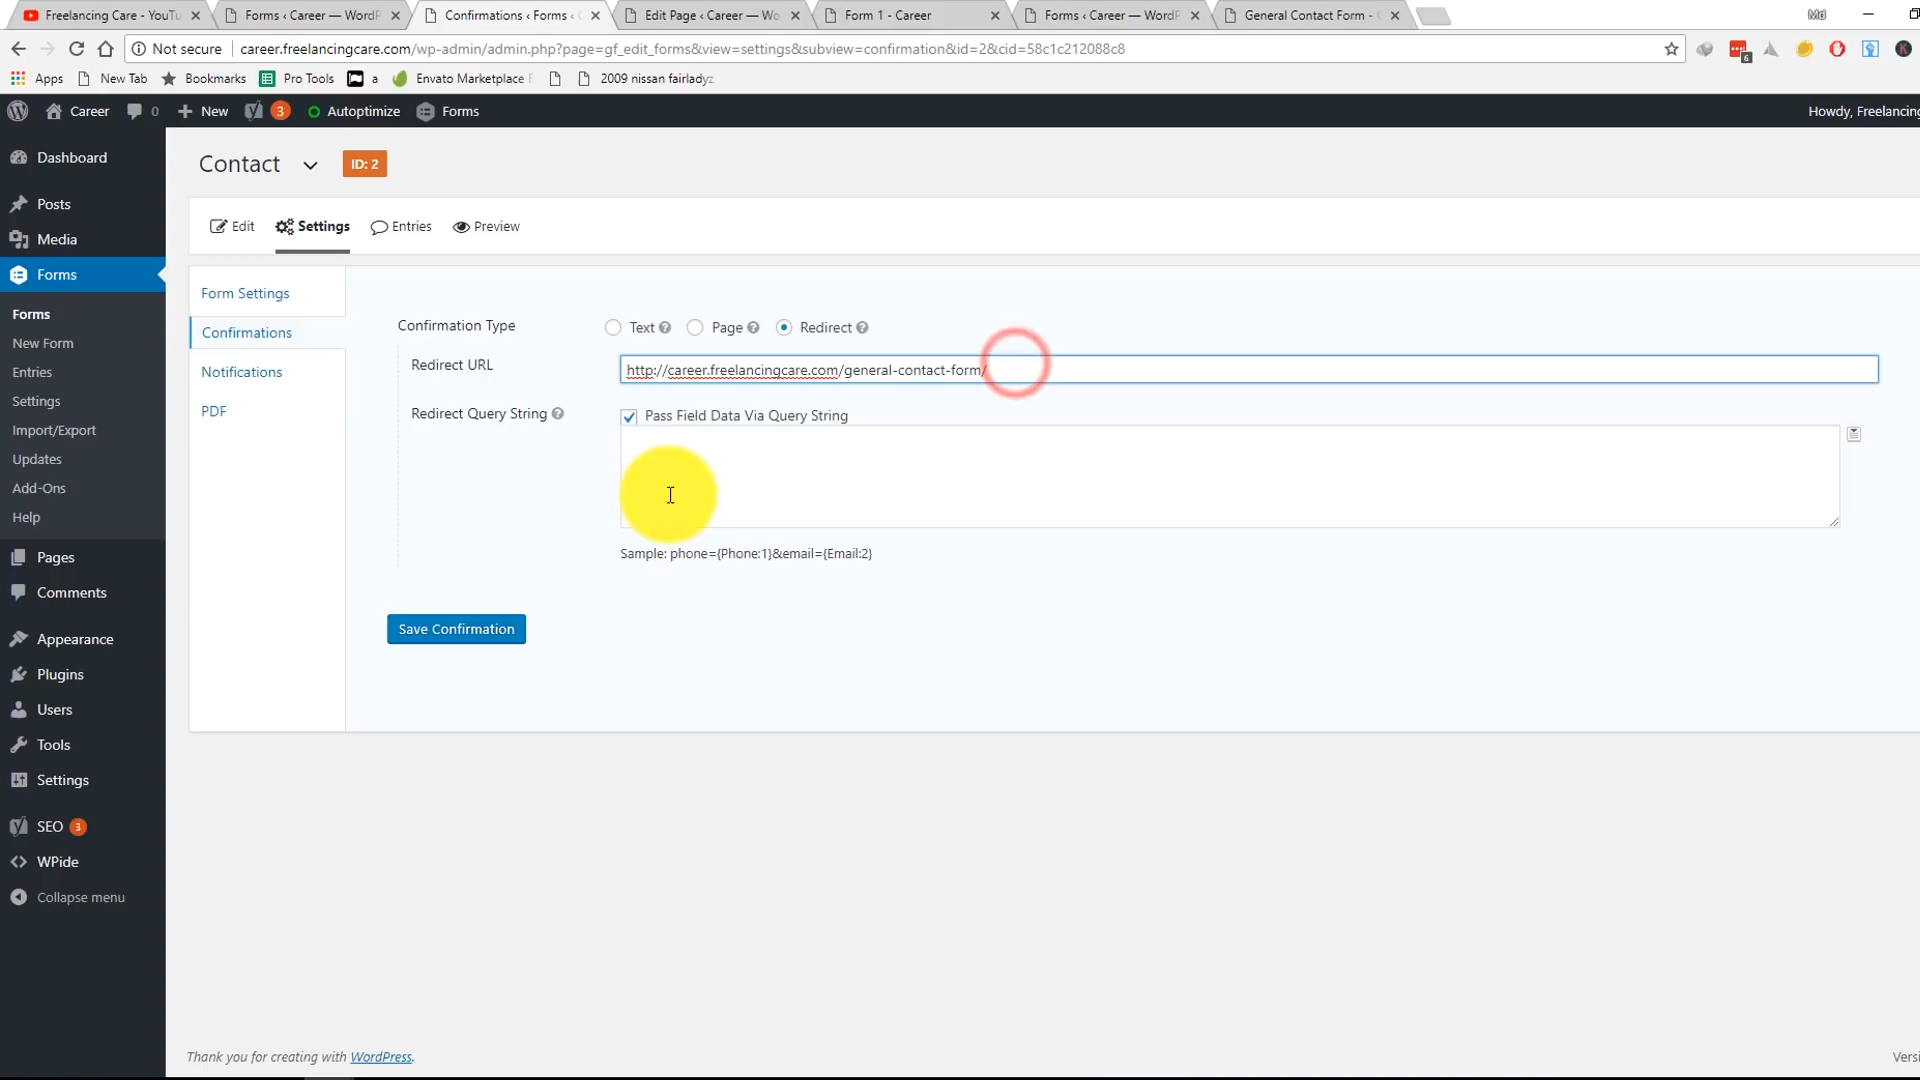 Freelancing Care - YouTu
Forms ‹ Career — WordP
Confirmations ‹ Forms ‹
Edit Page ‹ Career — Wo
Form 1 - Career
Forms ‹ Career — WordP
General Contact Form -
Md
Not secure
career.freelancingcare.com/wp-admin/admin.php?page=gf_edit_forms&view=settings&subview=confirmation&id=2&cid=58c1c212088c8
6
K
Apps
New Tab
Bookmarks
Pro Tools
a
Envato Marketplace
2009 nissan fairladyz
Career
0
New
3
Autoptimize
Forms
Howdy, Freelancing
Dashboard
Posts
Media
Forms
Forms
New Form
Entries
Settings
Import/Export
Updates
Add-Ons
Help
Pages
Comments
Appearance
Plugins
Users
Tools
Settings
SEO 3
WPide
Collapse menu
Contact
ID: 2
Edit
Settings
Entries
Preview
Form Settings
Confirmations
Notifications
PDF
Confirmation Type
Text
Page
Redirect
Redirect URL
http://career.freelancingcare.com/general-contact-form/
Redirect Query String
Pass Field Data Via Query String
Sample: phone={Phone:1}&email={Email:2}
Save Confirmation
Thank you for creating with WordPress.
Versi